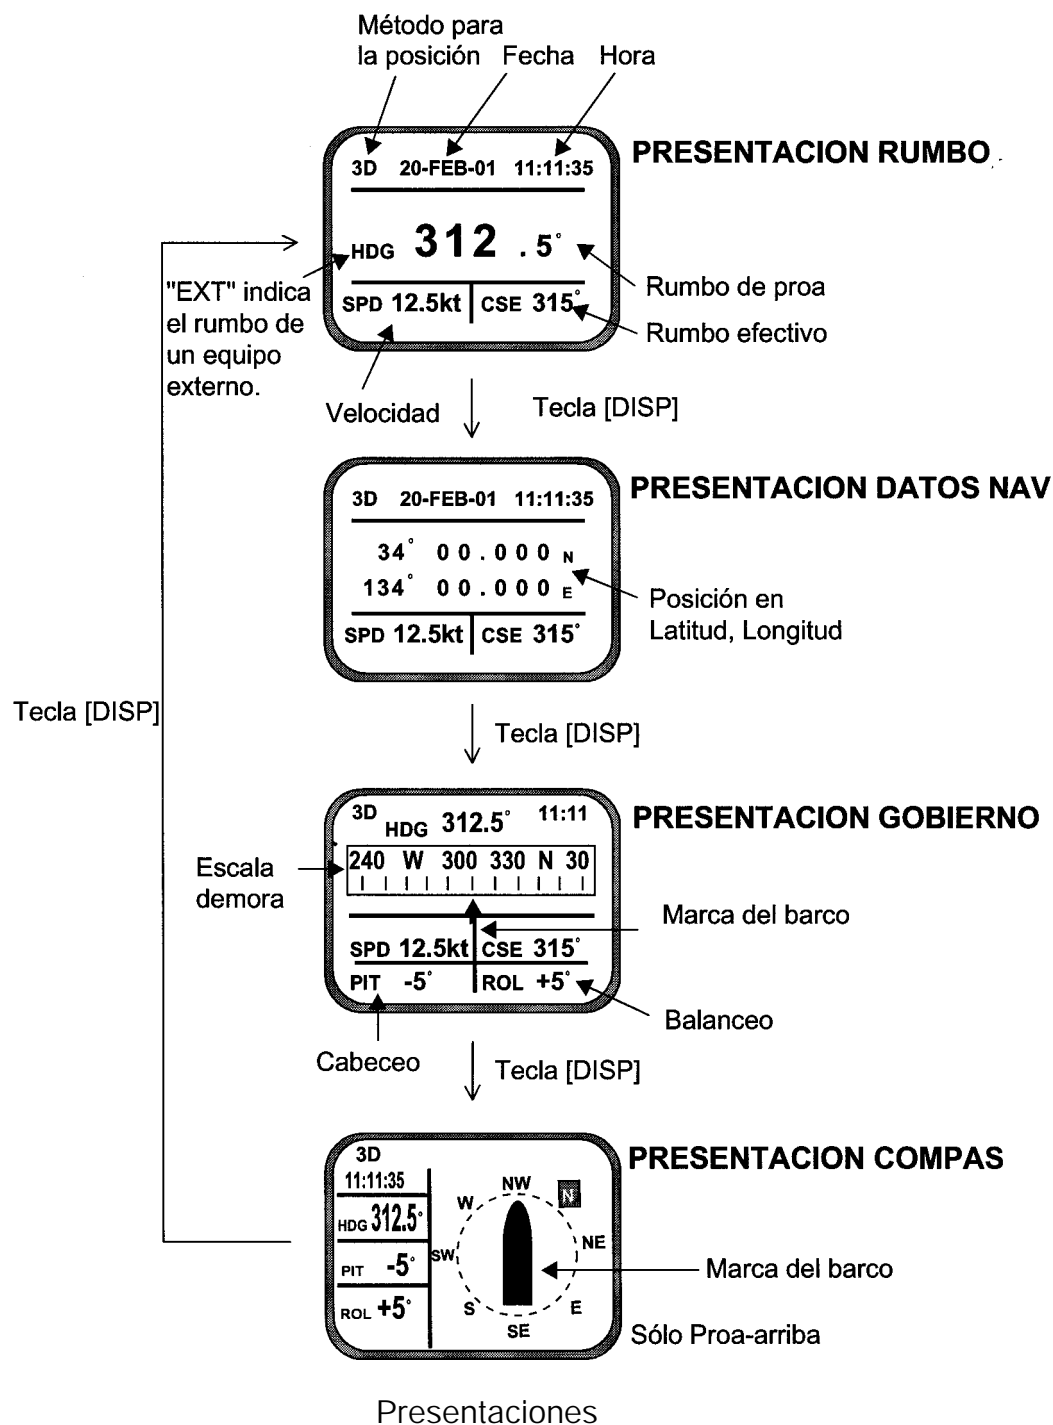 Método para
la posición Fecha Hora
PRESENTACION RUMBO
3D 20-FEB-01 11:11:35
HDG 312 .5°
"EXT" indica
el rumbo de
un equipo
externo.
SPD 12.5kt CSE 315°
Rumbo de proa
Rumbo efectivo
Velocidad
Tecla [DISP]
PRESENTACION DATOS NAV
3D 20-FEB-01 11:11:35
34° 00.000 N
134° 00.000 E
Posición en
Latitud, Longitud
SPD 12.5kt CSE 315°
Tecla [DISP]
Tecla [DISP]
PRESENTACION GOBIERNO
3D HDG 312.5° 11:11
240 W 300 330 N 30
Escala
demora
Marca del barco
SPD 12.5kt CSE 315°
PIT -5° ROL +5°
Balanceo
Cabeceo
Tecla [DISP]
PRESENTACION COMPAS
3D
11:11:35
HDG 312.5°
PIT -5°
ROL +5°
NW
W N
SW NE
S E
SE
Marca del barco
Sólo Proa-arriba
Presentaciones